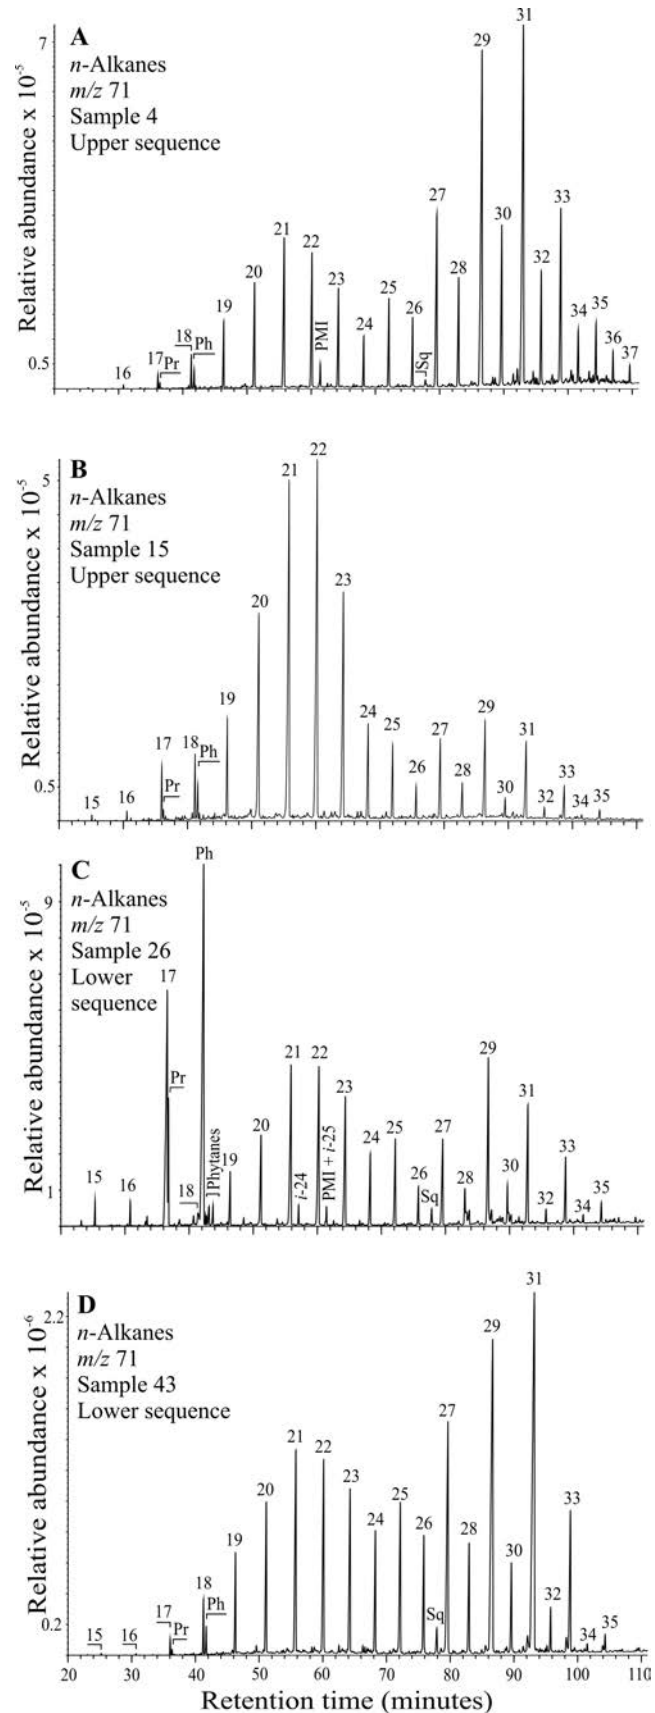 A
n-Alkanes
m/z 71
Sample 4
Upper sequence
Relative abundance x 10⁻⁵
7
0.5
16
17
Pr
18
Ph
19
20
21
22
PMI
23
24
25
26
Sq
27
28
29
30
31
32
33
34
35
36
37
B
n-Alkanes
m/z 71
Sample 15
Upper sequence
Relative abundance x 10⁻⁵
5
0.5
15
16
17
Pr
18
Ph
19
20
21
22
23
24
25
26
27
28
29
30
31
32
33
34
35
C
n-Alkanes
m/z 71
Sample 26
Lower
sequence
Relative abundance x 10⁻⁵
9
1
15
16
17
Pr
18
Ph
Phytanes
19
20
21
i-24
22
PMI + i-25
23
24
25
26
Sq
27
28
29
30
31
32
33
34
35
D
n-Alkanes
m/z 71
Sample 43
Lower sequence
Relative abundance x 10⁻⁶
2.2
0.2
15
16
17
Pr
18
Ph
19
20
21
22
23
24
25
26
Sq
27
28
29
30
31
32
33
34
35
20 30 40 50 60 70 80 90 100 110
Retention time (minutes)